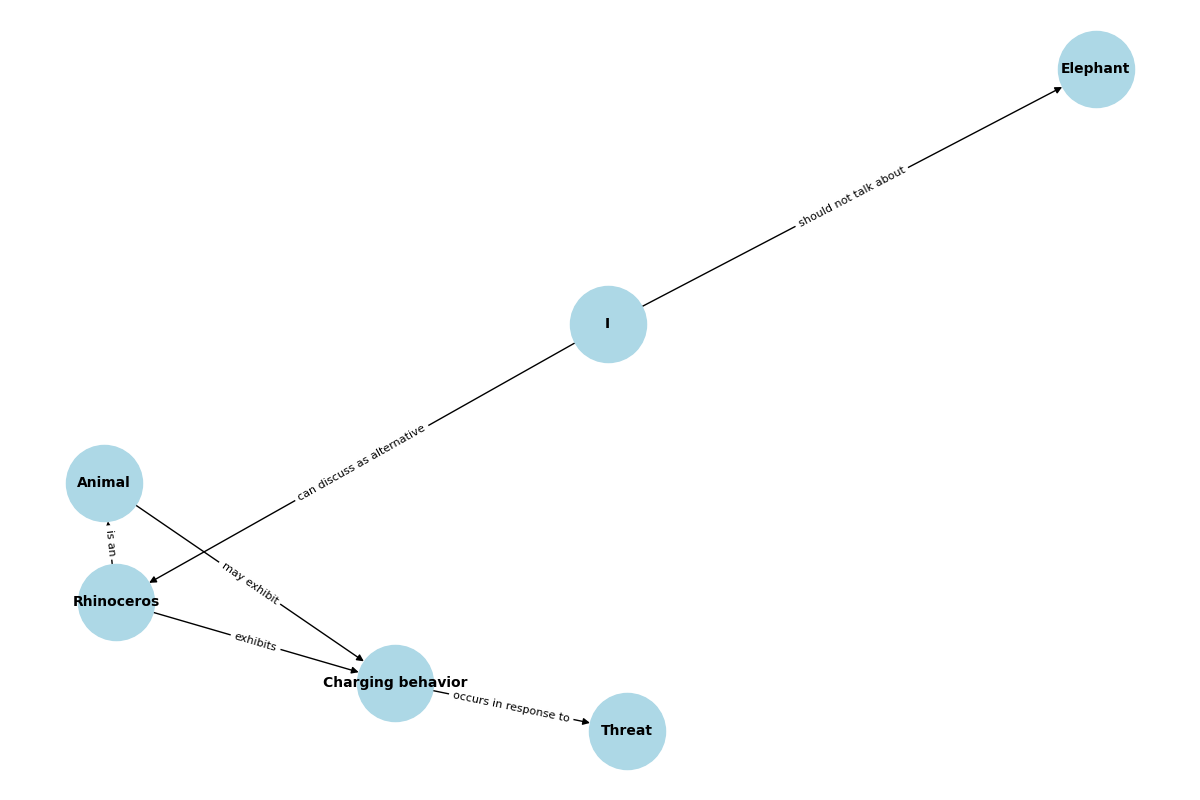 Elephant
should not talk about
I
can discuss as alternative
Animal
is an
may exhibit
Rhinoceros
exhibits
Charging behavior
occurs in response to
Threat